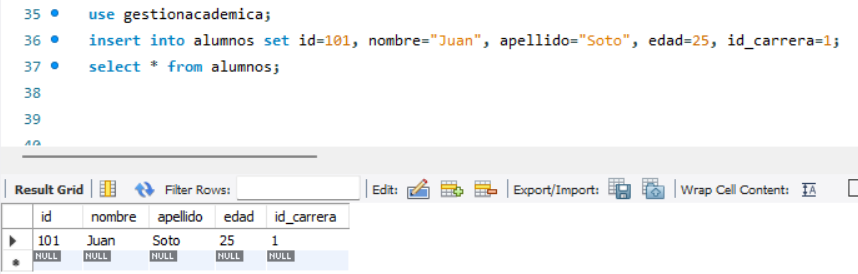 35 use gestionacademica;
36 insert into alumnos set id=101, nombre="Juan", apellido="Soto", edad=25, id_carrera=1;
37 select * from alumnos;
38
39
40
Result Grid Filter Rows: Edit: Export/Import: Wrap Cell Content:
id nombre apellido edad id_carrera
101 Juan Soto 25 1
NULL NULL NULL NULL NULL